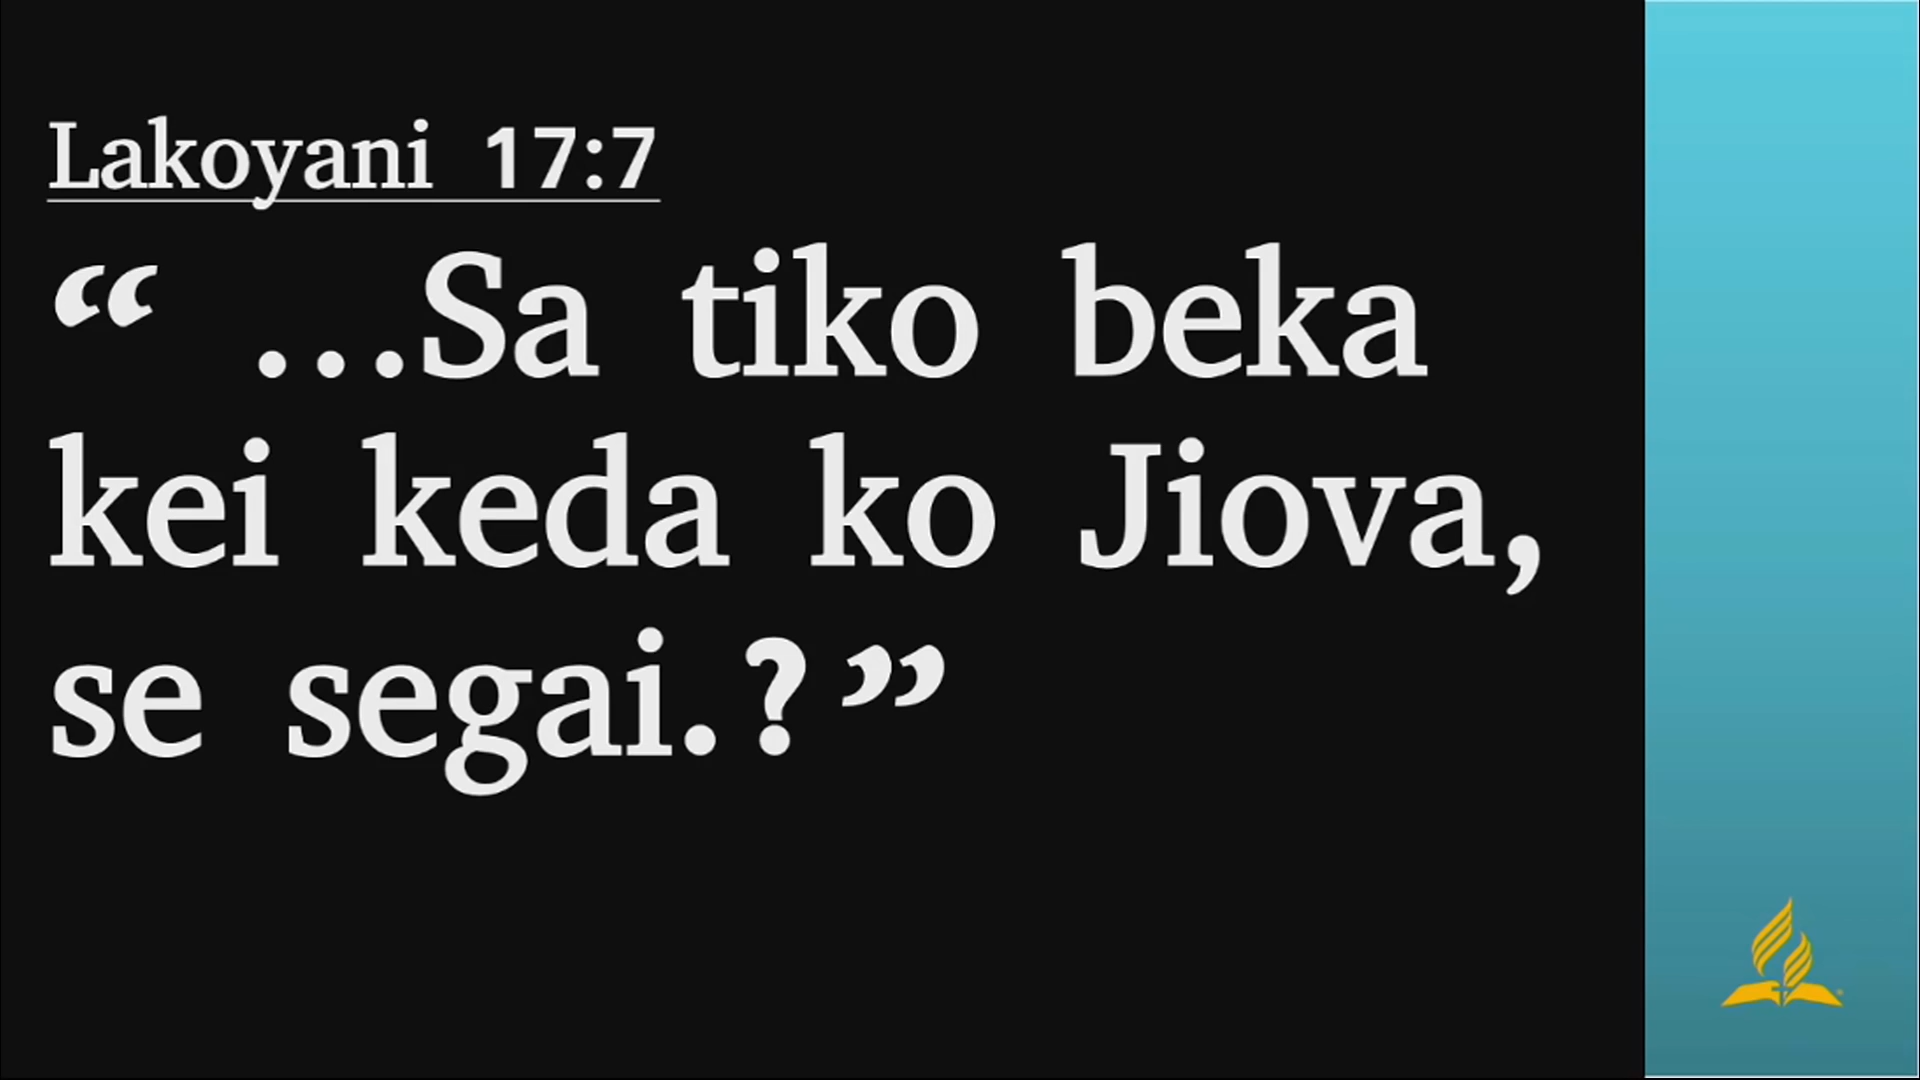 Lakoyani 17:7
“ ...Sa tiko beka
kei keda ko Jiova,
se segai.?”